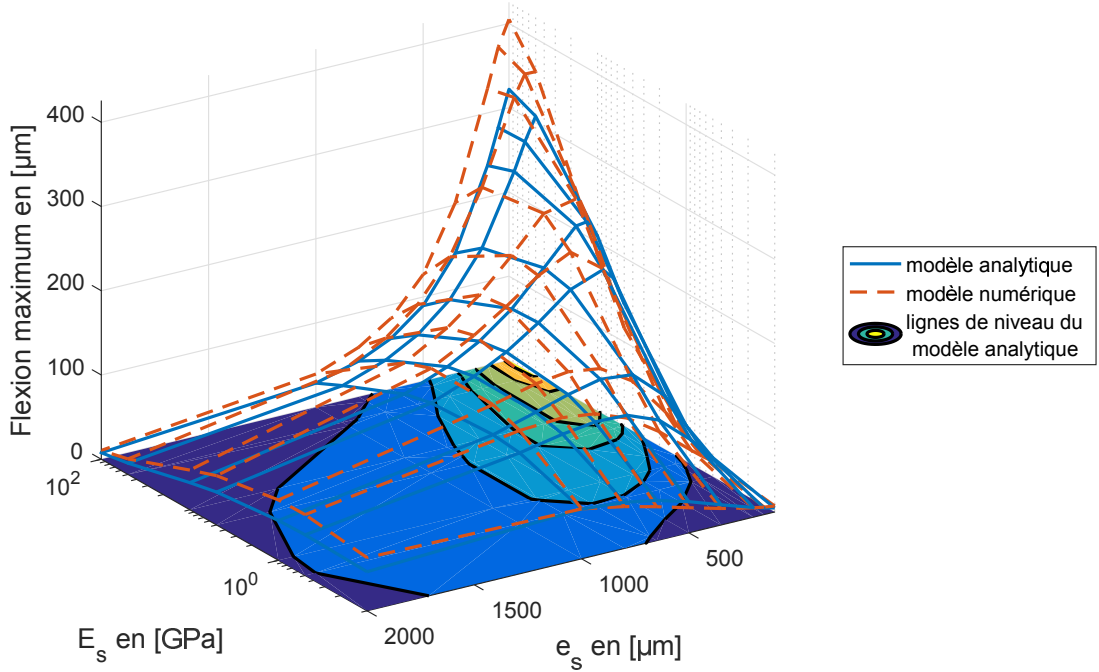 Flexion maximum en [µm]
400
300
200
100
0
10²
10⁰
E_s en [GPa]
2000
1500
1000
500
e_s en [µm]
modèle analytique
modèle numérique
lignes de niveau du
modèle analytique